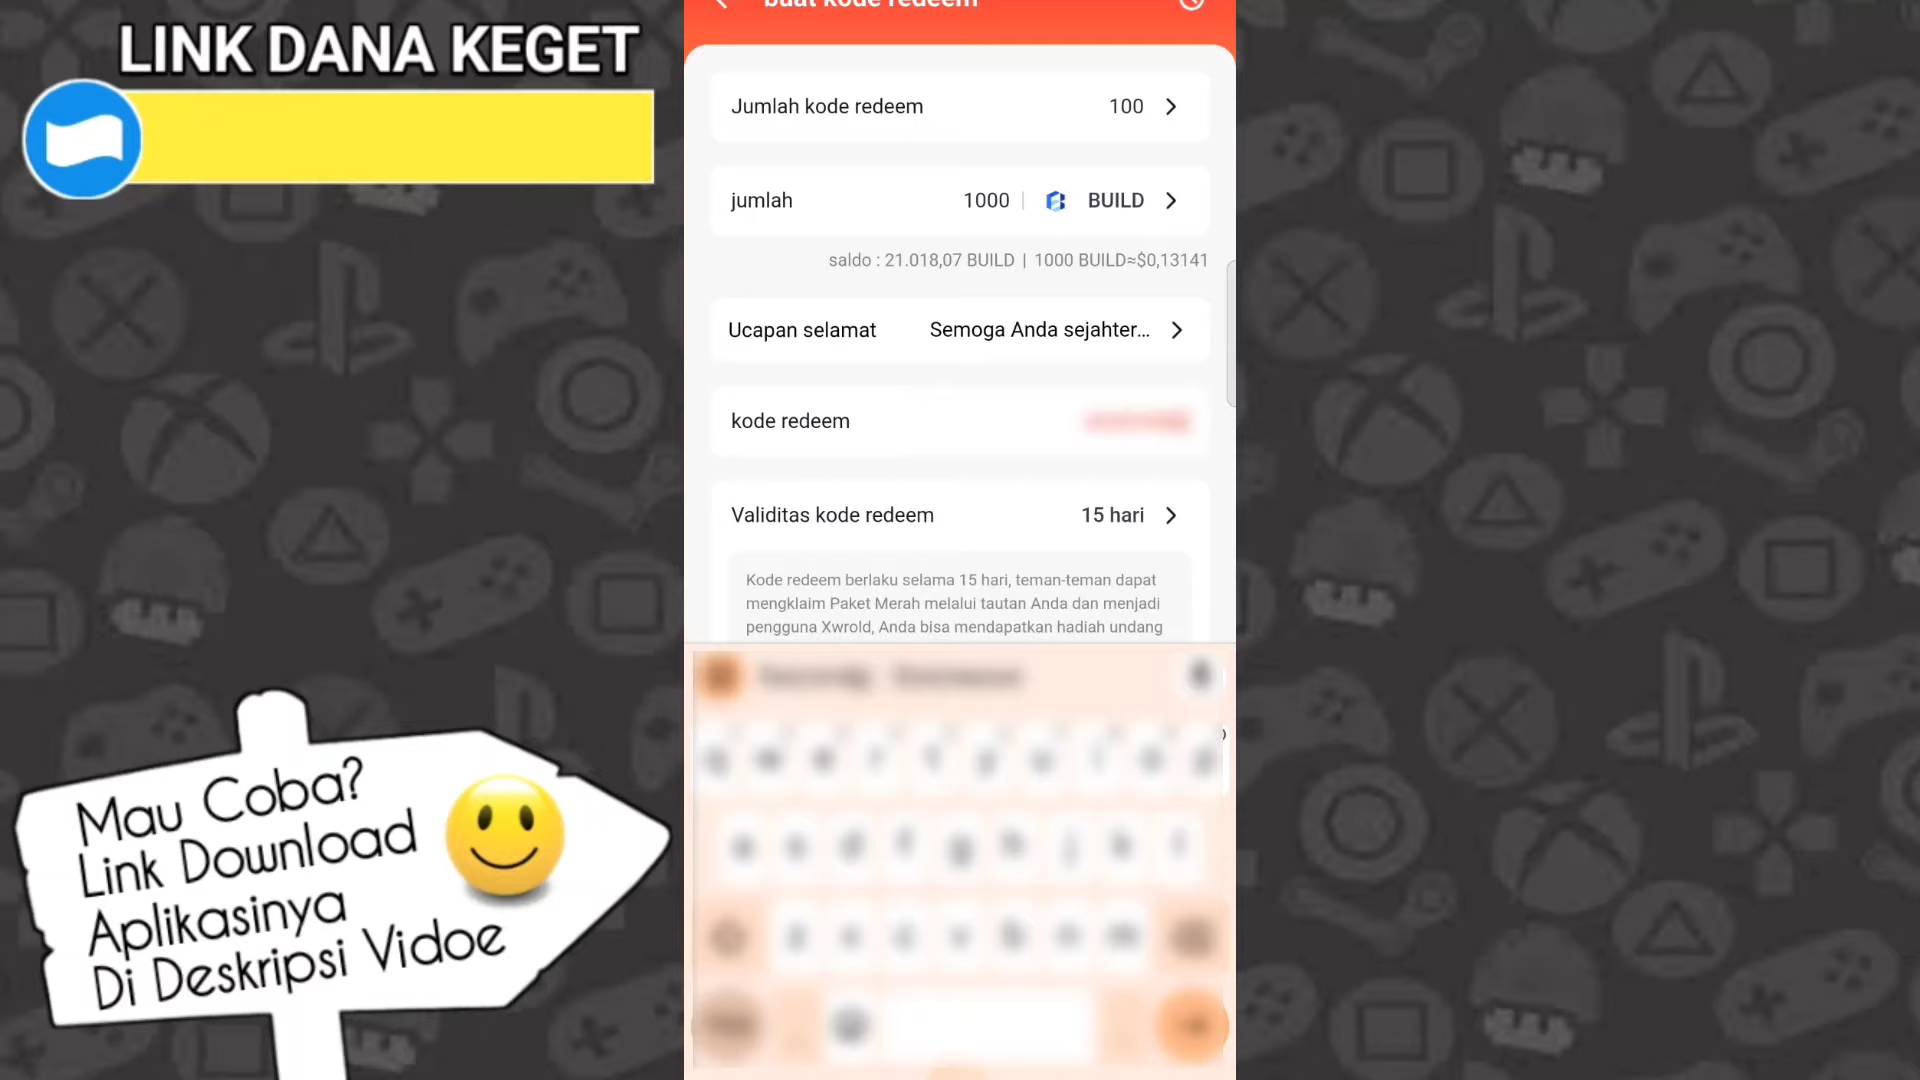 LINK DANA KEGET
buat kode redeem
Jumlah kode redeem 100
jumlah 1000 | BUILD
saldo : 21.018,07 BUILD | 1000 BUILD≈$0,13141
Ucapan selamat Semoga Anda sejahter...
kode redeem
Validitas kode redeem 15 hari
Kode redeem berlaku selama 15 hari, teman-teman dapat
mengklaim Paket Merah melalui tautan Anda dan menjadi
pengguna Xwrold, Anda bisa mendapatkan hadiah undang
Mau Coba?
Link Download
Aplikasinya
Di Deskripsi Vidoe